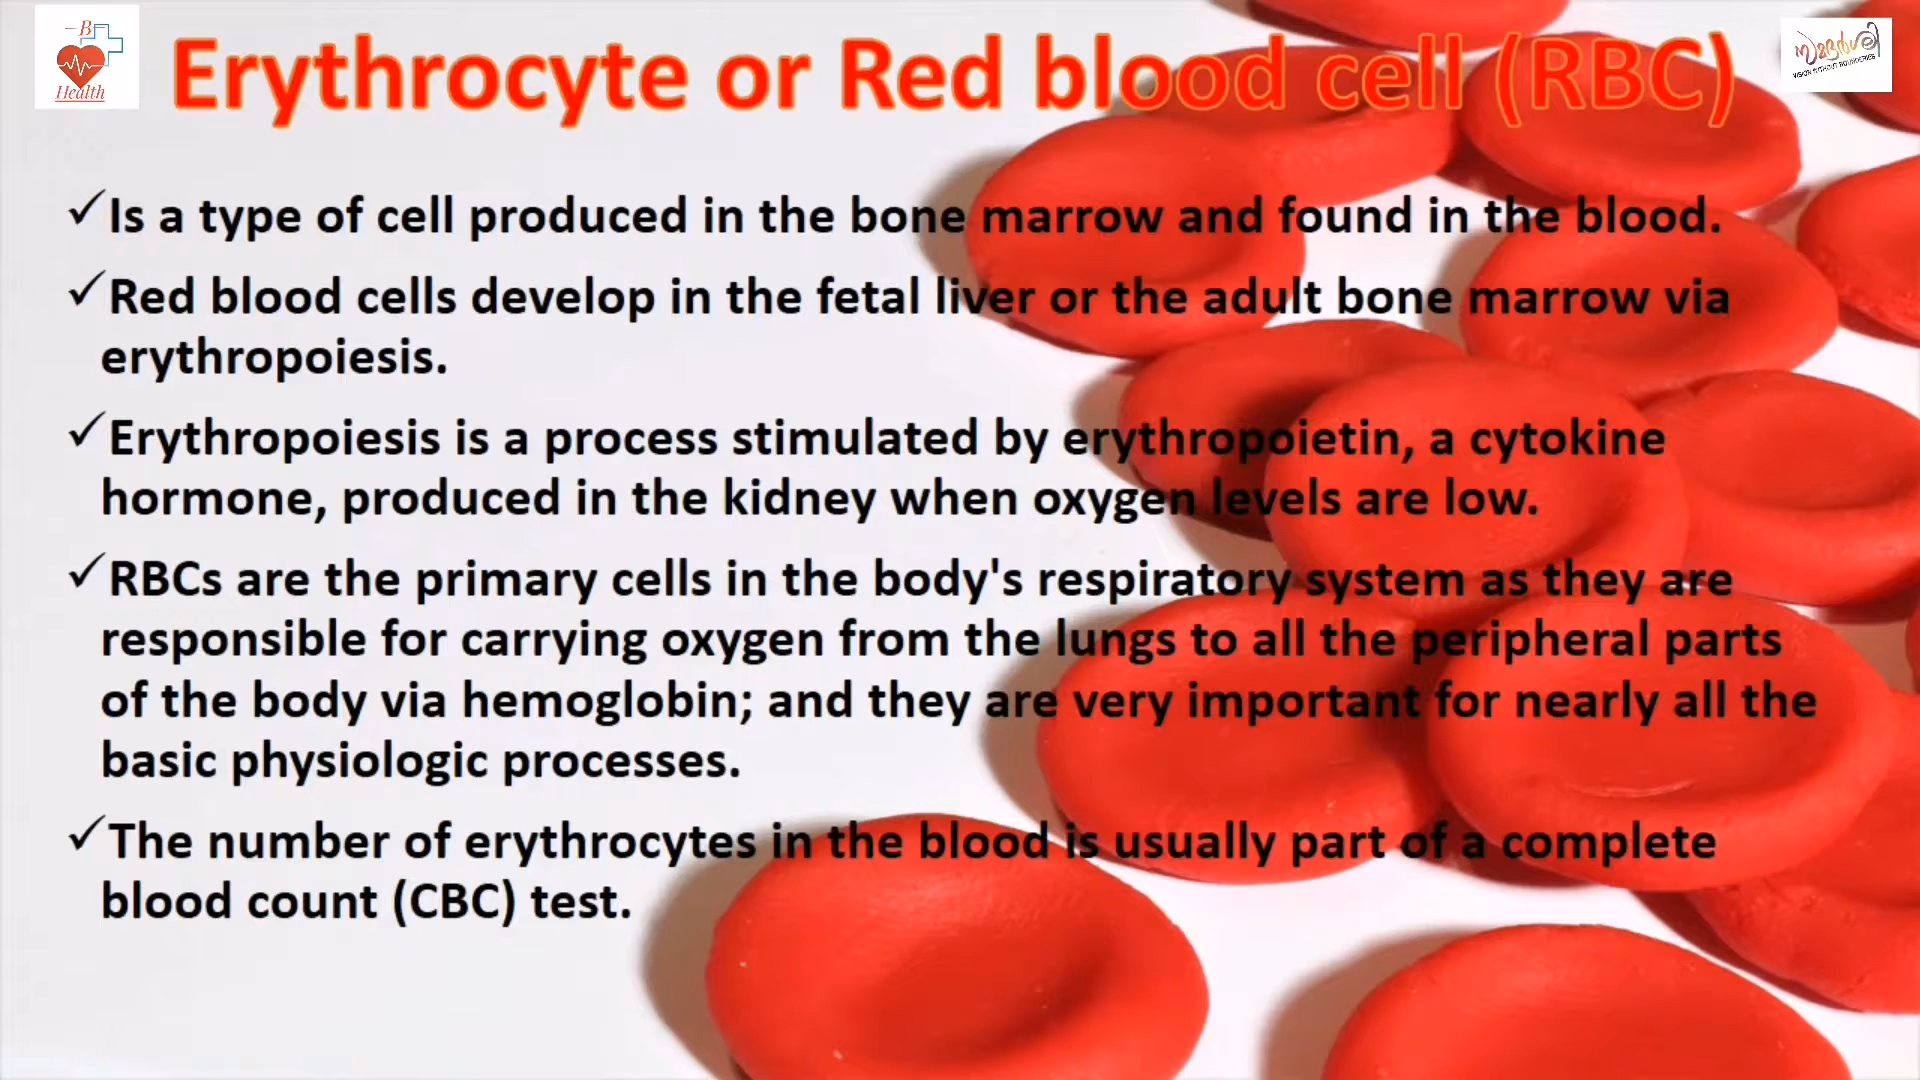 B
Health
Erythrocyte or Red blood cell (RBC)
VISION WITHOUT BOUNDERIES
✓Is a type of cell produced in the bone marrow and found in the blood.
✓Red blood cells develop in the fetal liver or the adult bone marrow via
erythropoiesis.
✓Erythropoiesis is a process stimulated by erythropoietin, a cytokine
hormone, produced in the kidney when oxygen levels are low.
✓RBCs are the primary cells in the body's respiratory system as they are
responsible for carrying oxygen from the lungs to all the peripheral parts
of the body via hemoglobin; and they are very important for nearly all the
basic physiologic processes.
✓The number of erythrocytes in the blood is usually part of a complete
blood count (CBC) test.